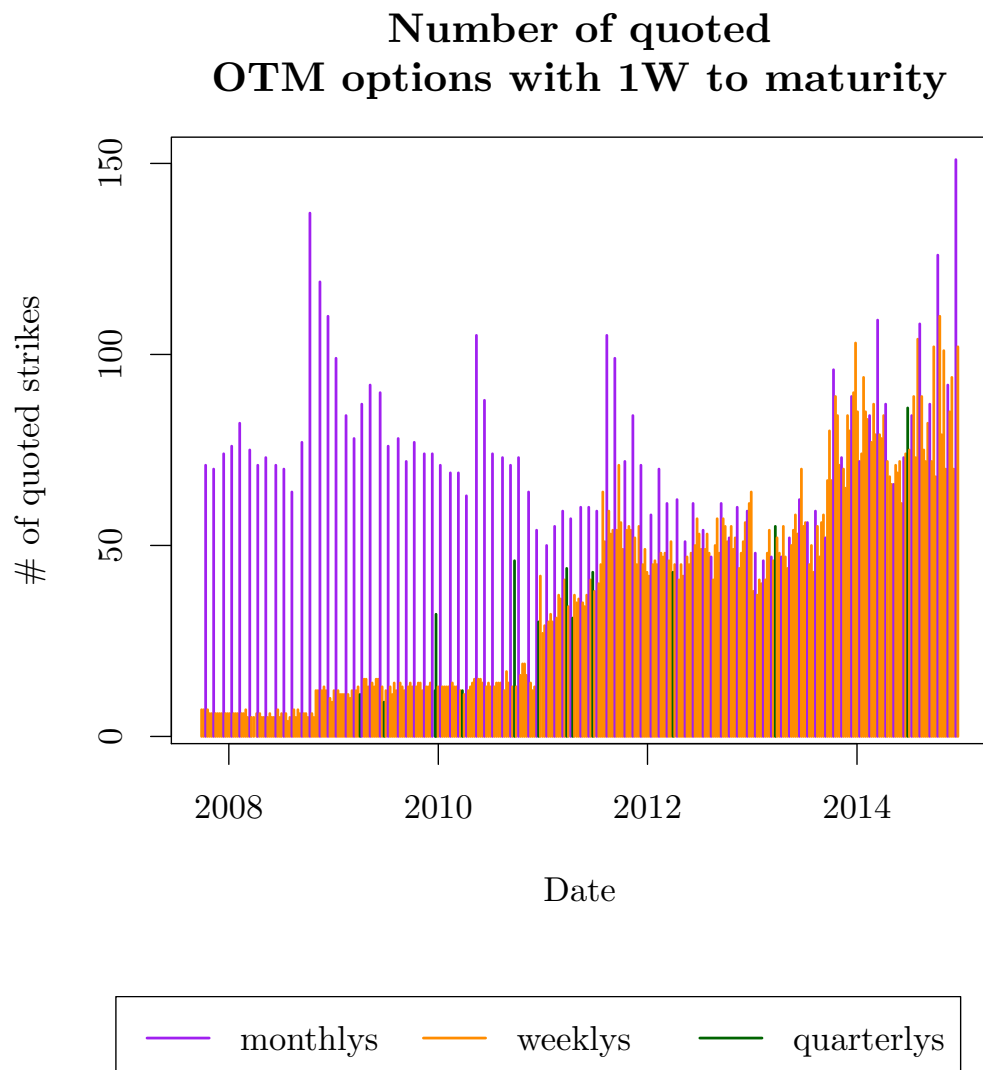 Number of quoted
OTM options with 1W to maturity
# of quoted strikes
150
100
50
0
2008 2010 2012 2014
Date
monthlys weeklys quarterlys